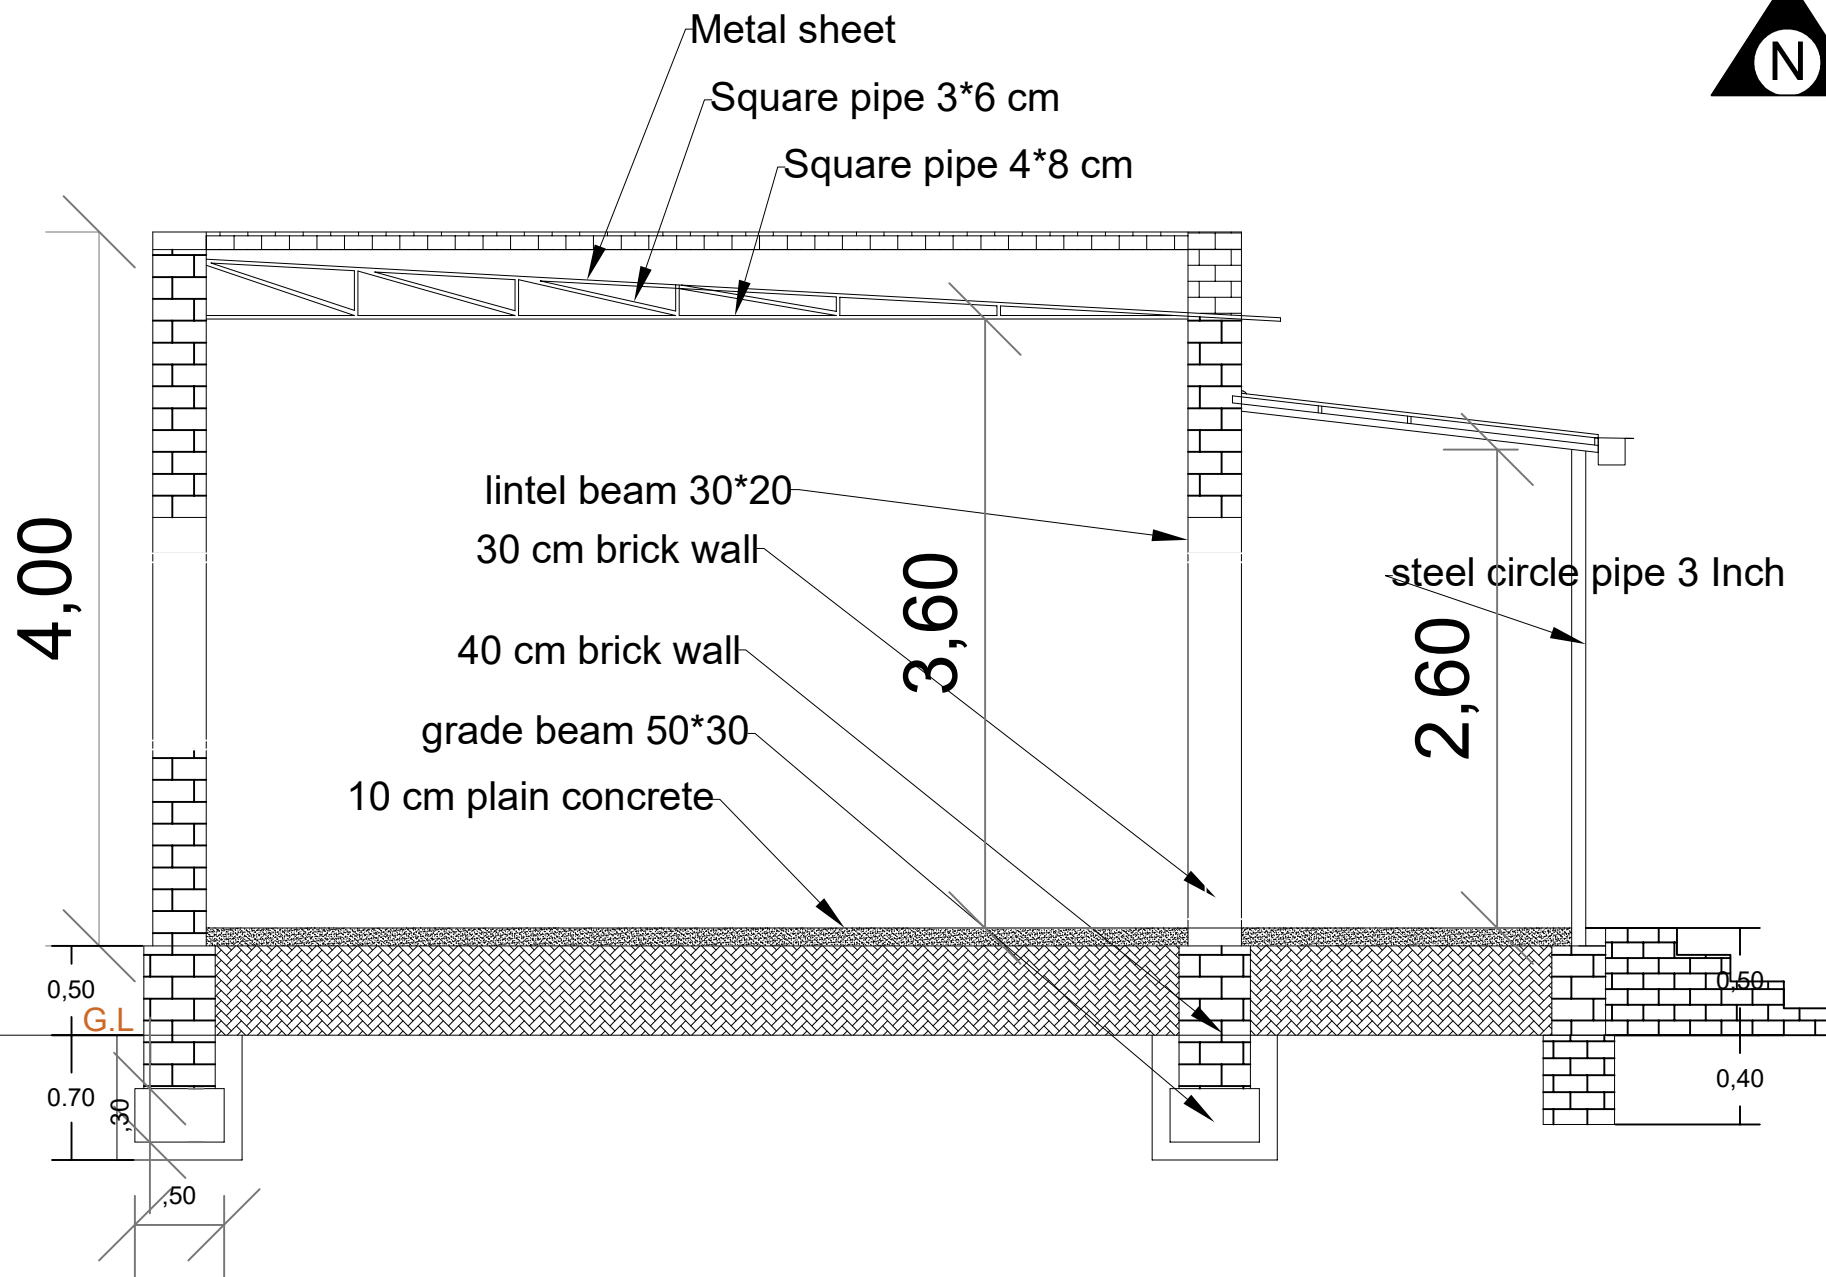 Metal sheet
N
Square pipe 3*6 cm
Square pipe 4*8 cm
lintel beam 30*20
30 cm brick wall
4,00
3,60
steel circle pipe 3 Inch
40 cm brick wall
2,60
grade beam 50*30
10 cm plain concrete
0,50
0,50
G.L
0.70
,30
0,40
,50